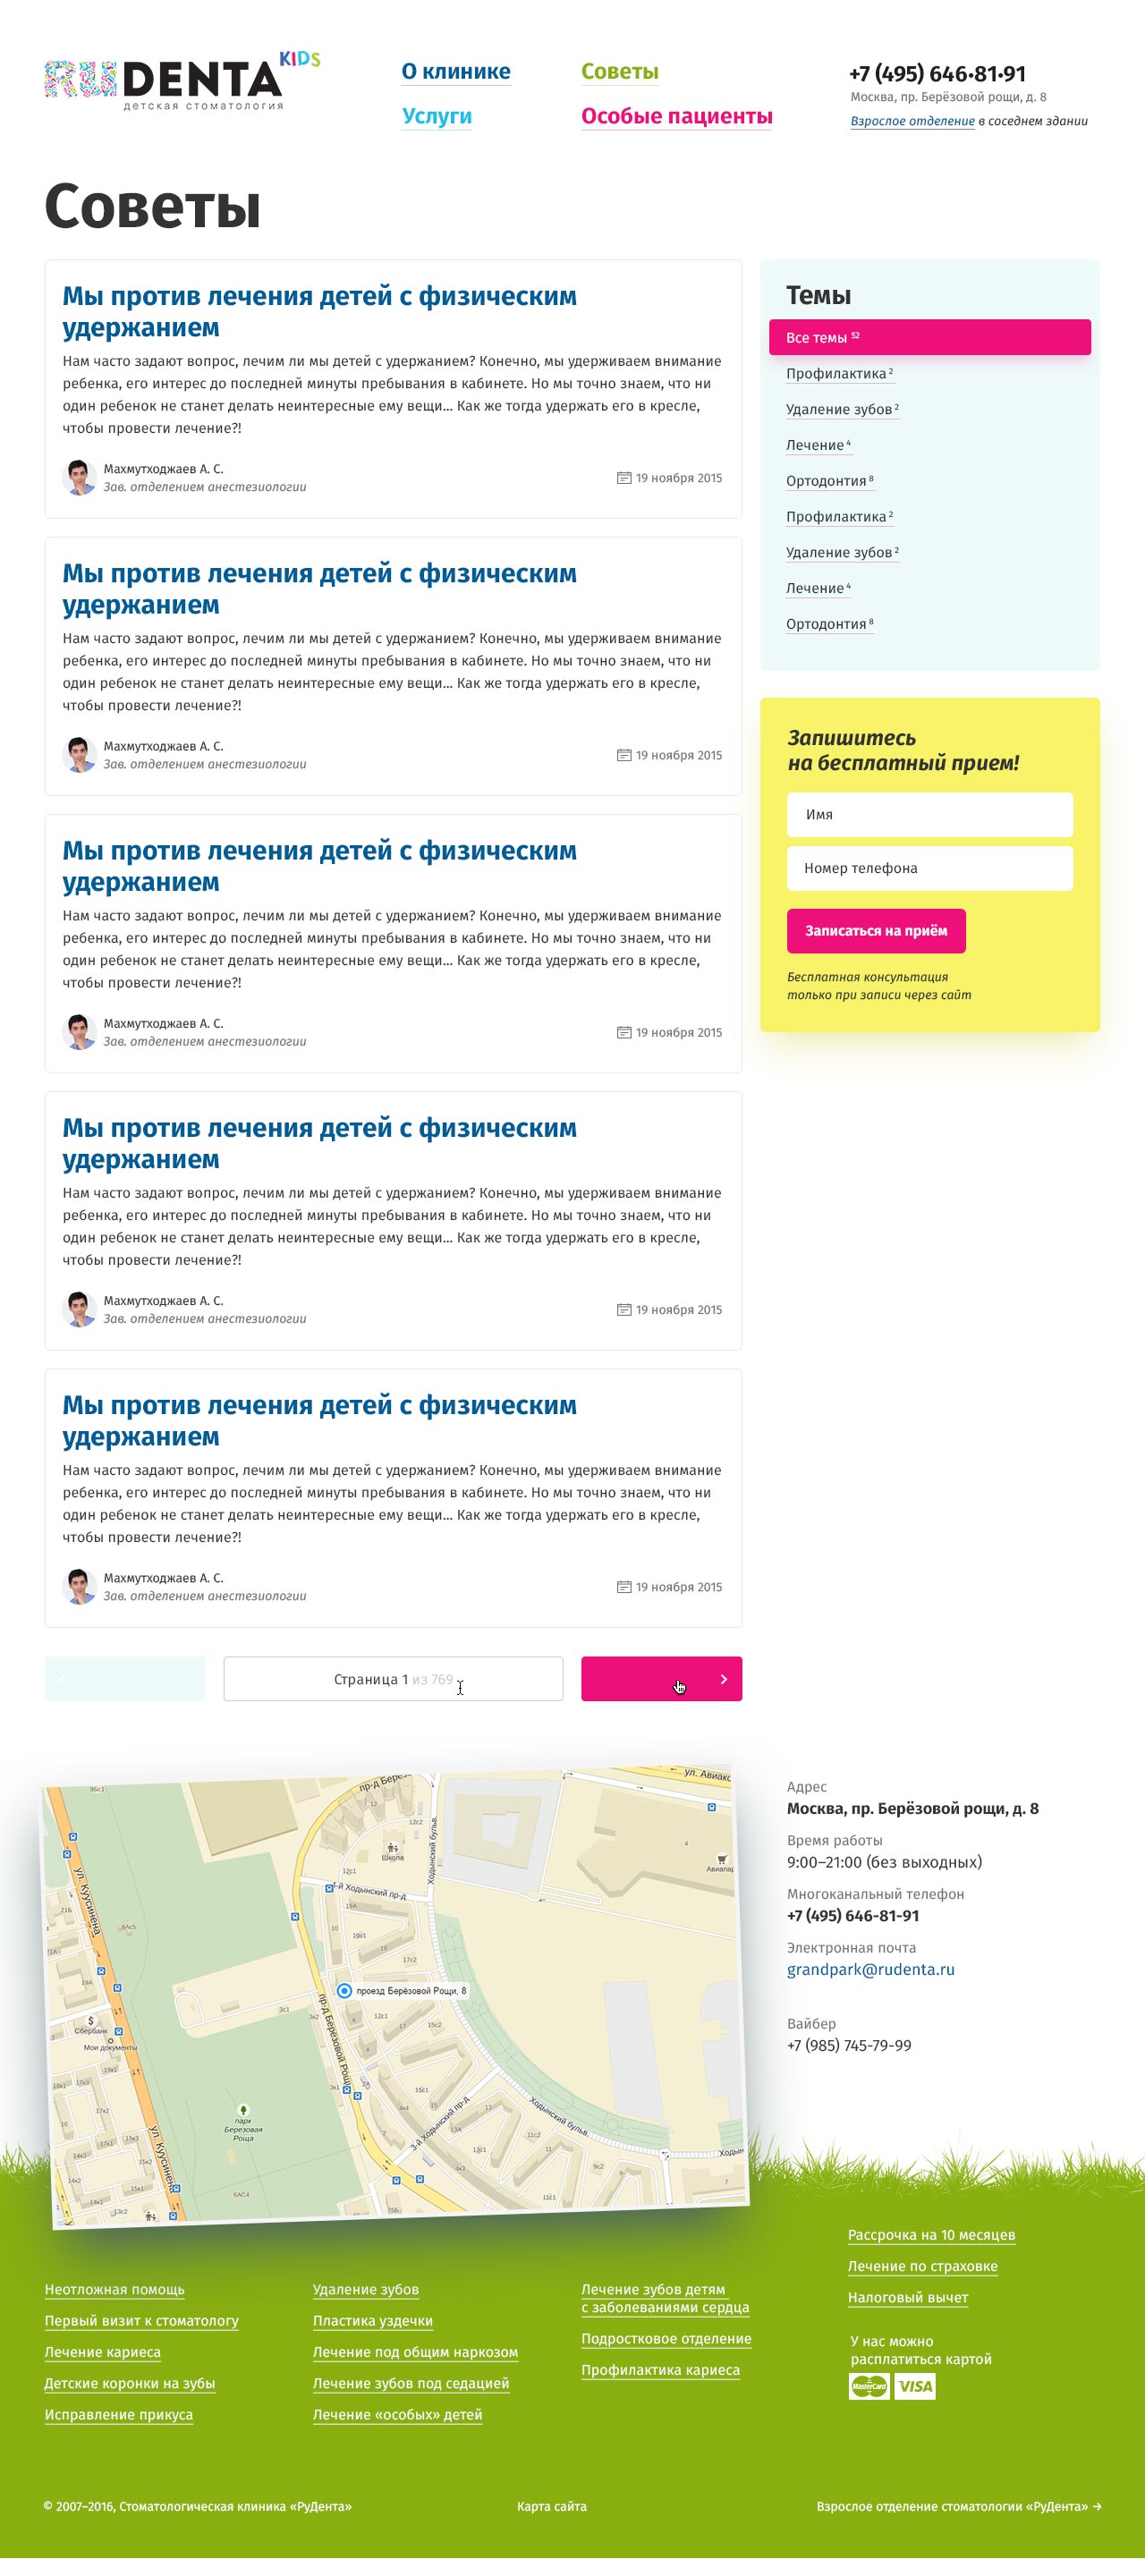 RUDENTA KIDS
детская стоматология
О клинике
Советы
Услуги
Особые пациенты
+7 (495) 646·81·91
Москва, пр. Берёзовой рощи, д. 8
Взрослое отделение в соседнем здании
Советы
Мы против лечения детей с физическим
удержанием
Нам часто задают вопрос, лечим ли мы детей с удержанием? Конечно, мы удерживаем внимание
ребенка, его интерес до последней минуты пребывания в кабинете. Но мы точно знаем, что ни
один ребенок не станет делать неинтересные ему вещи... Как же тогда удержать его в кресле,
чтобы провести лечение?!
Махмутходжаев А. С.
Зав. отделением анестезиологии
19 ноября 2015
Мы против лечения детей с физическим
удержанием
Нам часто задают вопрос, лечим ли мы детей с удержанием? Конечно, мы удерживаем внимание
ребенка, его интерес до последней минуты пребывания в кабинете. Но мы точно знаем, что ни
один ребенок не станет делать неинтересные ему вещи... Как же тогда удержать его в кресле,
чтобы провести лечение?!
Махмутходжаев А. С.
Зав. отделением анестезиологии
19 ноября 2015
Мы против лечения детей с физическим
удержанием
Нам часто задают вопрос, лечим ли мы детей с удержанием? Конечно, мы удерживаем внимание
ребенка, его интерес до последней минуты пребывания в кабинете. Но мы точно знаем, что ни
один ребенок не станет делать неинтересные ему вещи... Как же тогда удержать его в кресле,
чтобы провести лечение?!
Махмутходжаев А. С.
Зав. отделением анестезиологии
19 ноября 2015
Мы против лечения детей с физическим
удержанием
Нам часто задают вопрос, лечим ли мы детей с удержанием? Конечно, мы удерживаем внимание
ребенка, его интерес до последней минуты пребывания в кабинете. Но мы точно знаем, что ни
один ребенок не станет делать неинтересные ему вещи... Как же тогда удержать его в кресле,
чтобы провести лечение?!
Махмутходжаев А. С.
Зав. отделением анестезиологии
19 ноября 2015
Мы против лечения детей с физическим
удержанием
Нам часто задают вопрос, лечим ли мы детей с удержанием? Конечно, мы удерживаем внимание
ребенка, его интерес до последней минуты пребывания в кабинете. Но мы точно знаем, что ни
один ребенок не станет делать неинтересные ему вещи... Как же тогда удержать его в кресле,
чтобы провести лечение?!
Махмутходжаев А. С.
Зав. отделением анестезиологии
19 ноября 2015
Страница 1 из 769
Темы
Все темы 52
Профилактика 2
Удаление зубов 2
Лечение 4
Ортодонтия 8
Профилактика 2
Удаление зубов 2
Лечение 4
Ортодонтия 8
Запишитесь
на бесплатный прием!
Имя
Номер телефона
Записаться на приём
Бесплатная консультация
только при записи через сайт
пр-д Берёз
ул. Авиако
Школа
Ходынский бульв.
4-й Ходынский пр-д
Авиапар
ул. Куусинена
проезд Берёзовой Рощи, 8
Сбербанк
Мои документы
пр-д Берёзовой Рощи
парк
Березовая
Роща
Ходынский бульв.
3-й Ходынский пр-д
ул. Куусинена
Ходын
Адрес
Москва, пр. Берёзовой рощи, д. 8
Время работы
9:00–21:00 (без выходных)
Многоканальный телефон
+7 (495) 646-81-91
Электронная почта
grandpark@rudenta.ru
Вайбер
+7 (985) 745-79-99
Неотложная помощь
Первый визит к стоматологу
Лечение кариеса
Детские коронки на зубы
Исправление прикуса
Удаление зубов
Пластика уздечки
Лечение под общим наркозом
Лечение зубов под седацией
Лечение «особых» детей
Лечение зубов детям
с заболеваниями сердца
Подростковое отделение
Профилактика кариеса
Рассрочка на 10 месяцев
Лечение по страховке
Налоговый вычет
У нас можно
расплатиться картой
MasterCard
VISA
© 2007–2016, Стоматологическая клиника «РуДента»
Карта сайта
Взрослое отделение стоматологии «РуДента» →